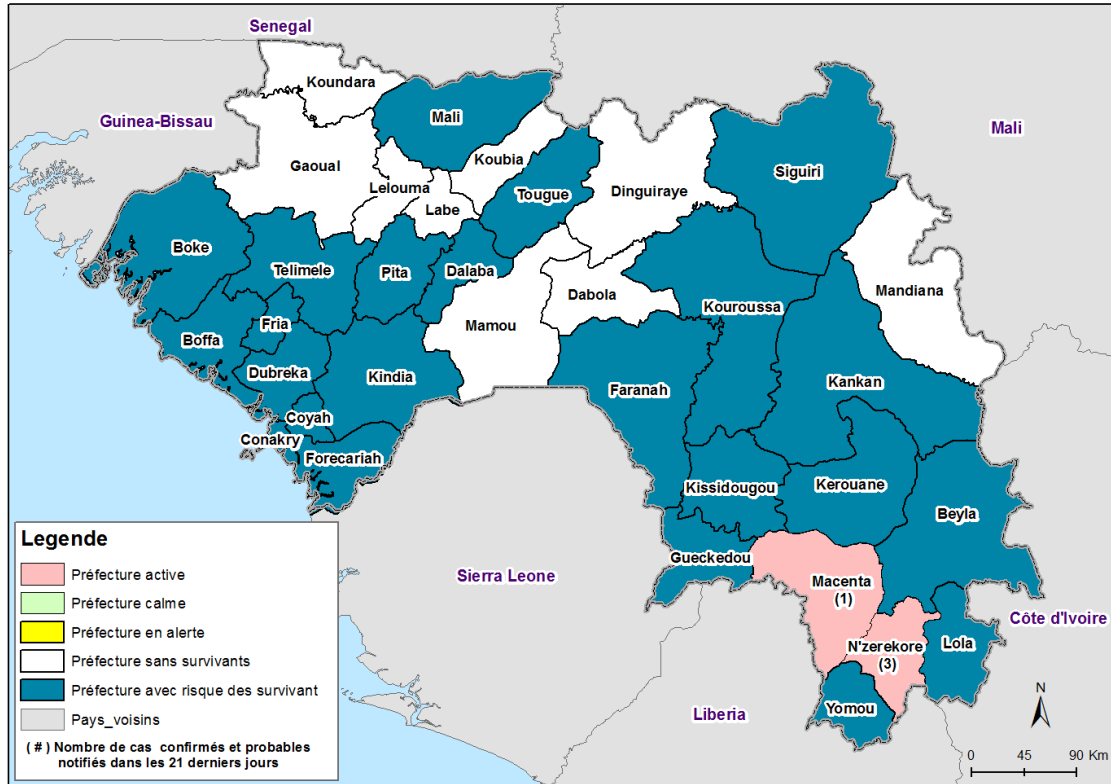 Senegal
Koundara
Mali
Guinea-Bissau
Mali
Koubia
Gaoual
Siguiri
Lelouma
Tougue
Dinguiraye
Labe
Boke
Telimele
Pita
Dalaba
Mandiana
Dabola
Kouroussa
Fria
Mamou
Boffa
Dubreka
Kindia
Faranah
Kankan
Coyah
Conakry
Forecariah
Kissidougou
Kerouane
Beyla
Gueckedou
Sierra Leone
Macenta
(1)
Côte d'Ivoire
N'zerekore
(3)
Lola
Yomou
Liberia
Legende
Préfecture active
Préfecture calme
Préfecture en alerte
Préfecture sans survivants
Préfecture avec risque des survivant
Pays_voisins
( # ) Nombre de cas confirmés et probables
notifiés dans les 21 derniers jours
N
0 45 90 Km